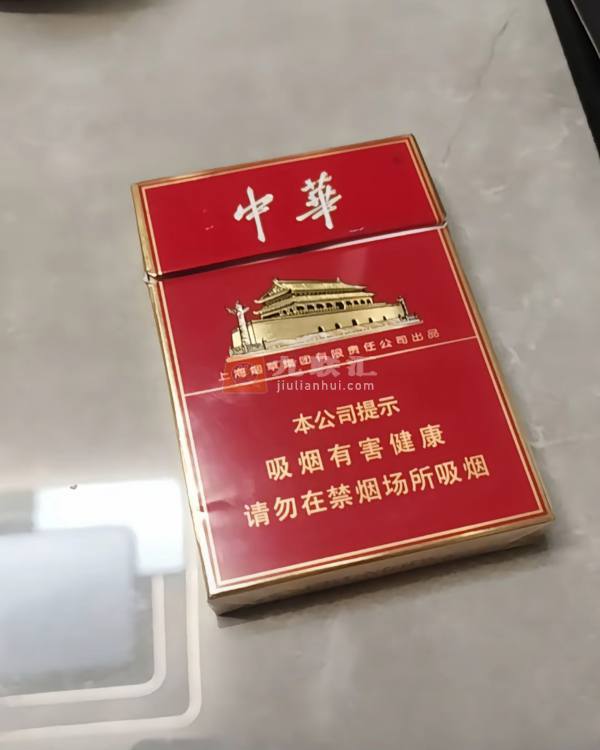 中華
上海烟草集团有限责任公司出品
jiulianhui.com
本公司提示
吸烟有害健康
请勿在禁烟场所吸烟